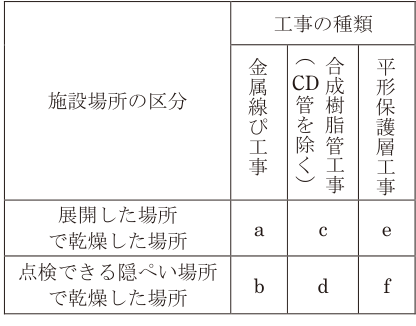 工事の種類
施設場所の区分
金属線ぴ工事
合成樹脂管工事
（CD管を除く）
平形保護層工事
展開した場所
で乾燥した場所
a
c
e
点検できる隠ぺい場所
で乾燥した場所
b
d
f